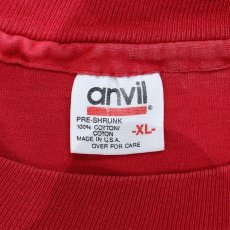 anvil
PRE-SHRUNK
100% COTTON/
COTON
-XL-
MADE IN U.S.A.
OVER FOR CARE